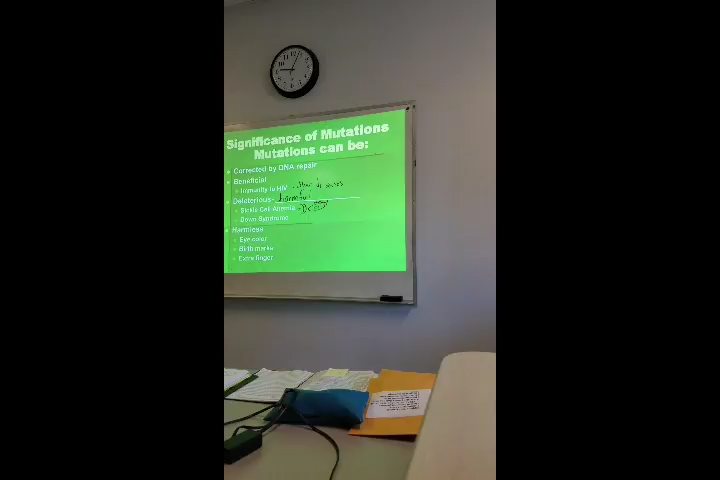 Significance of Mutations
Mutations can be:
Corrected by DNA repair
Beneficial
Immunity to HIV
Deleterious- harmful
Sickle Cell Anemia
Down Syndrome
Harmless
Eye color
Birth marks
Extra finger